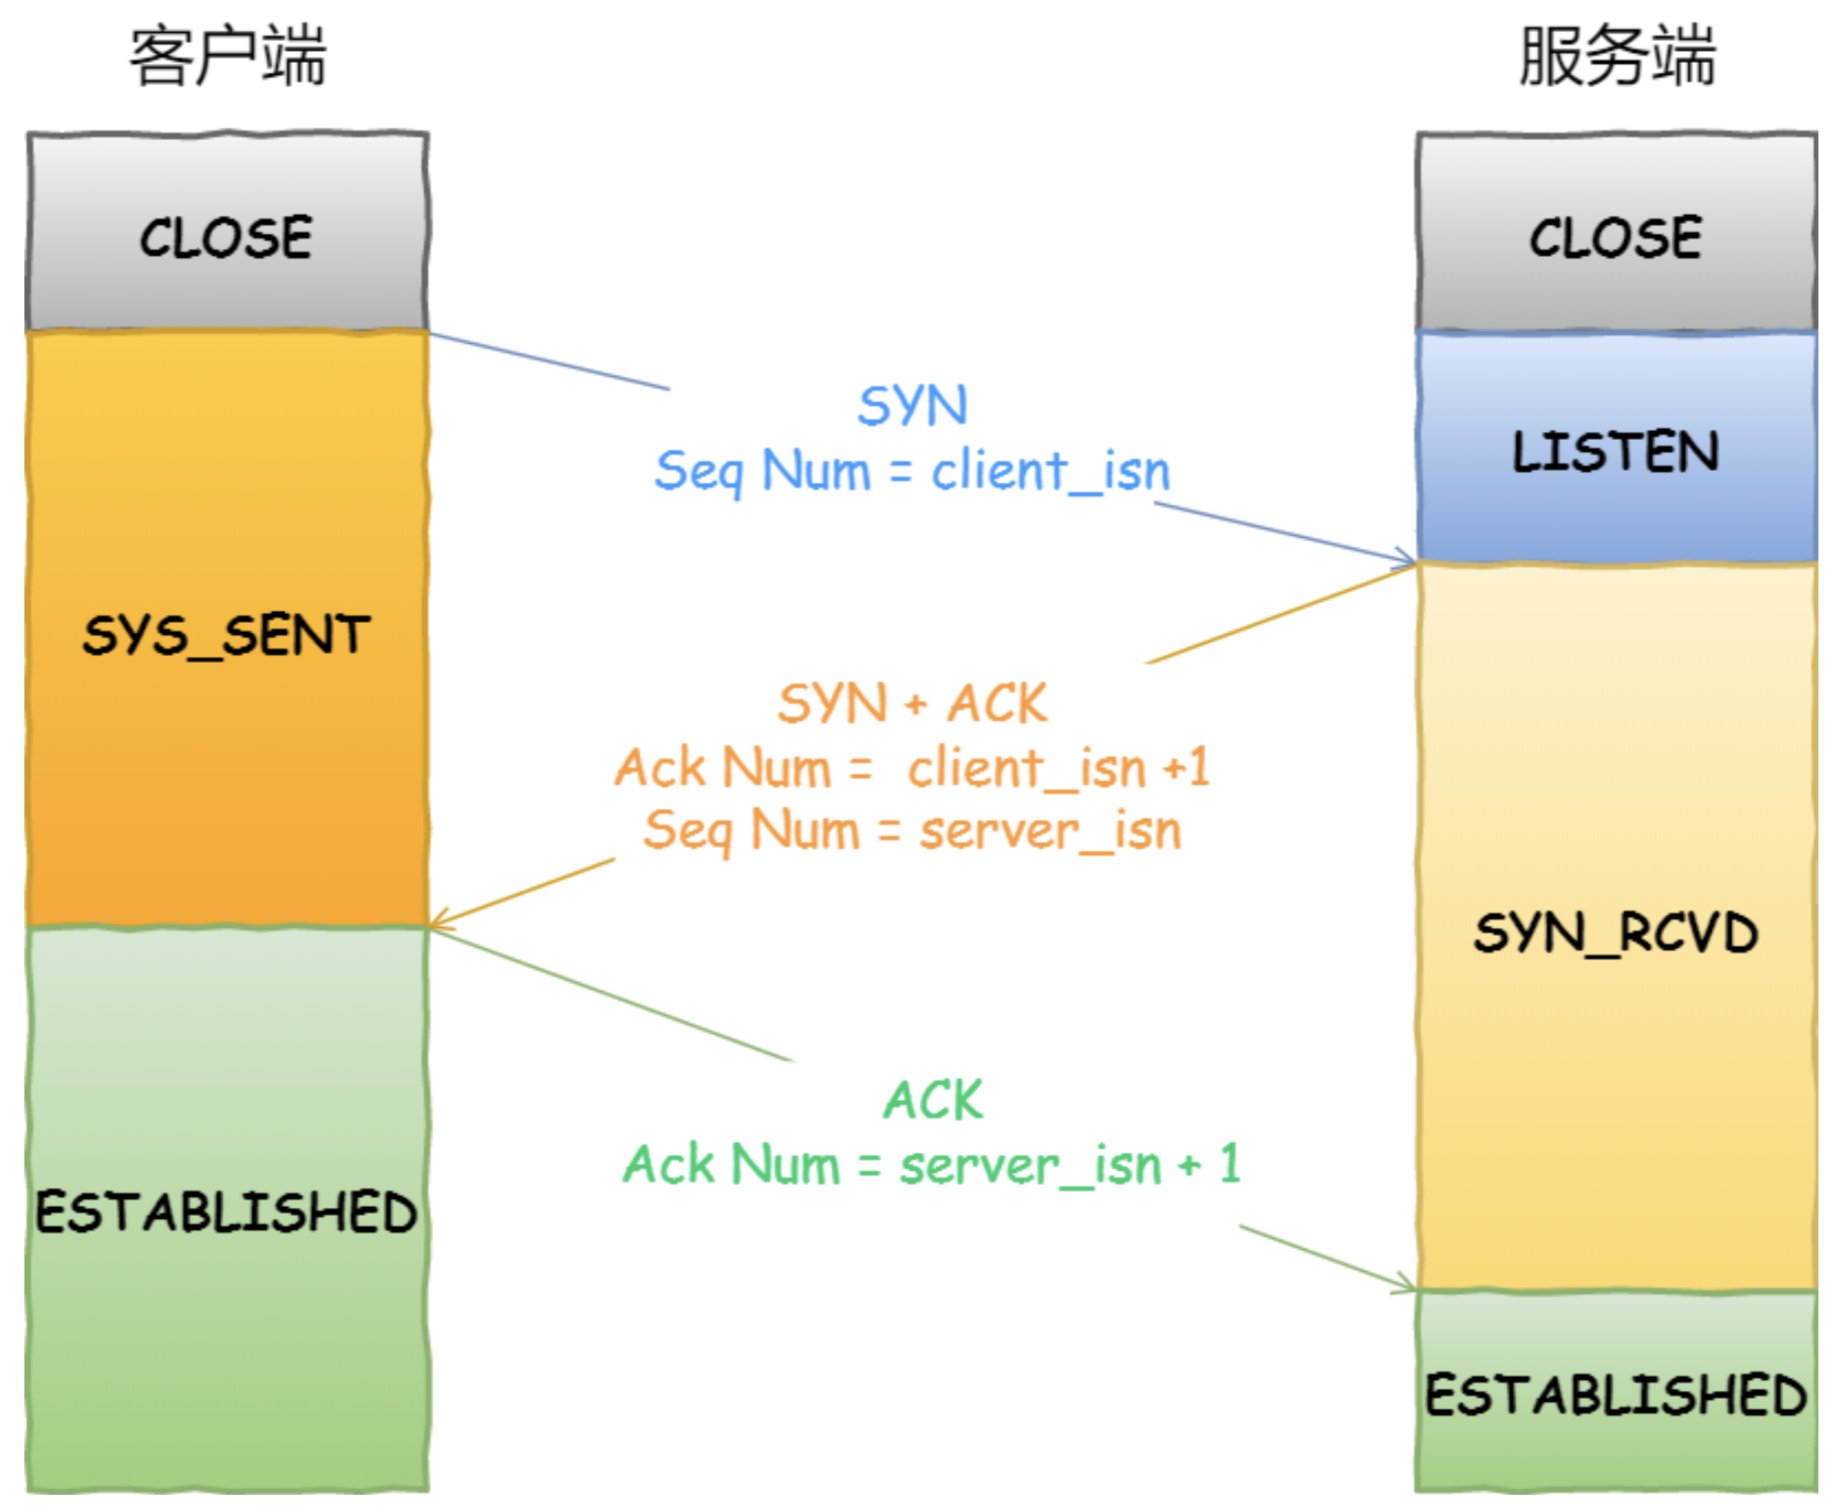 客户端
服务端
CLOSE
CLOSE
SYN
Seq Num = client_isn
LISTEN
SYS_SENT
SYN + ACK
Ack Num = client_isn +1
Seq Num = server_isn
SYN_RCVD
ACK
Ack Num = server_isn + 1
ESTABLISHED
ESTABLISHED